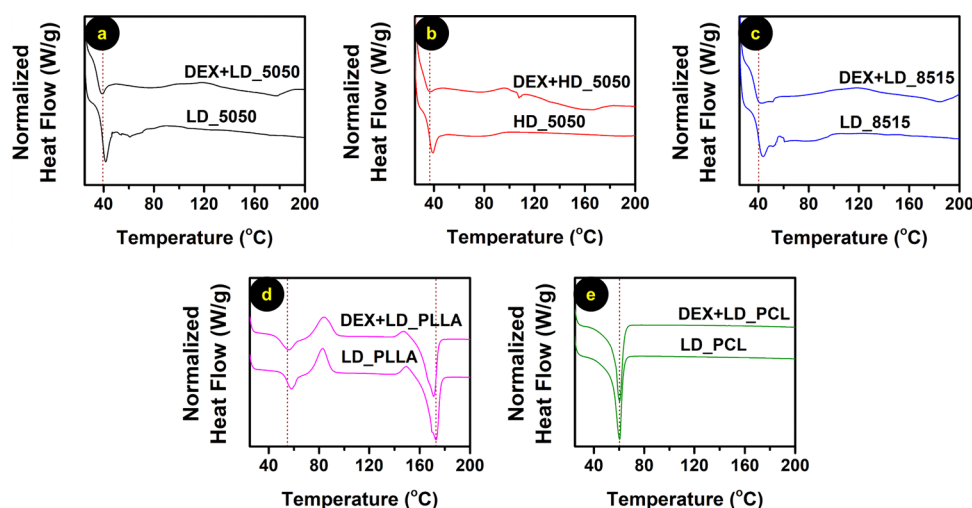 a
Normalized
Heat Flow (W/g)
DEX+LD_5050
LD_5050
40 80 120 160 200
Temperature (°C)
b
Normalized
Heat Flow (W/g)
DEX+HD_5050
HD_5050
40 80 120 160 200
Temperature (°C)
c
Normalized
Heat Flow (W/g)
DEX+LD_8515
LD_8515
40 80 120 160 200
Temperature (°C)
d
Normalized
Heat Flow (W/g)
DEX+LD_PLLA
LD_PLLA
40 80 120 160 200
Temperature (°C)
e
Normalized
Heat Flow (W/g)
DEX+LD_PCL
LD_PCL
40 80 120 160 200
Temperature (°C)